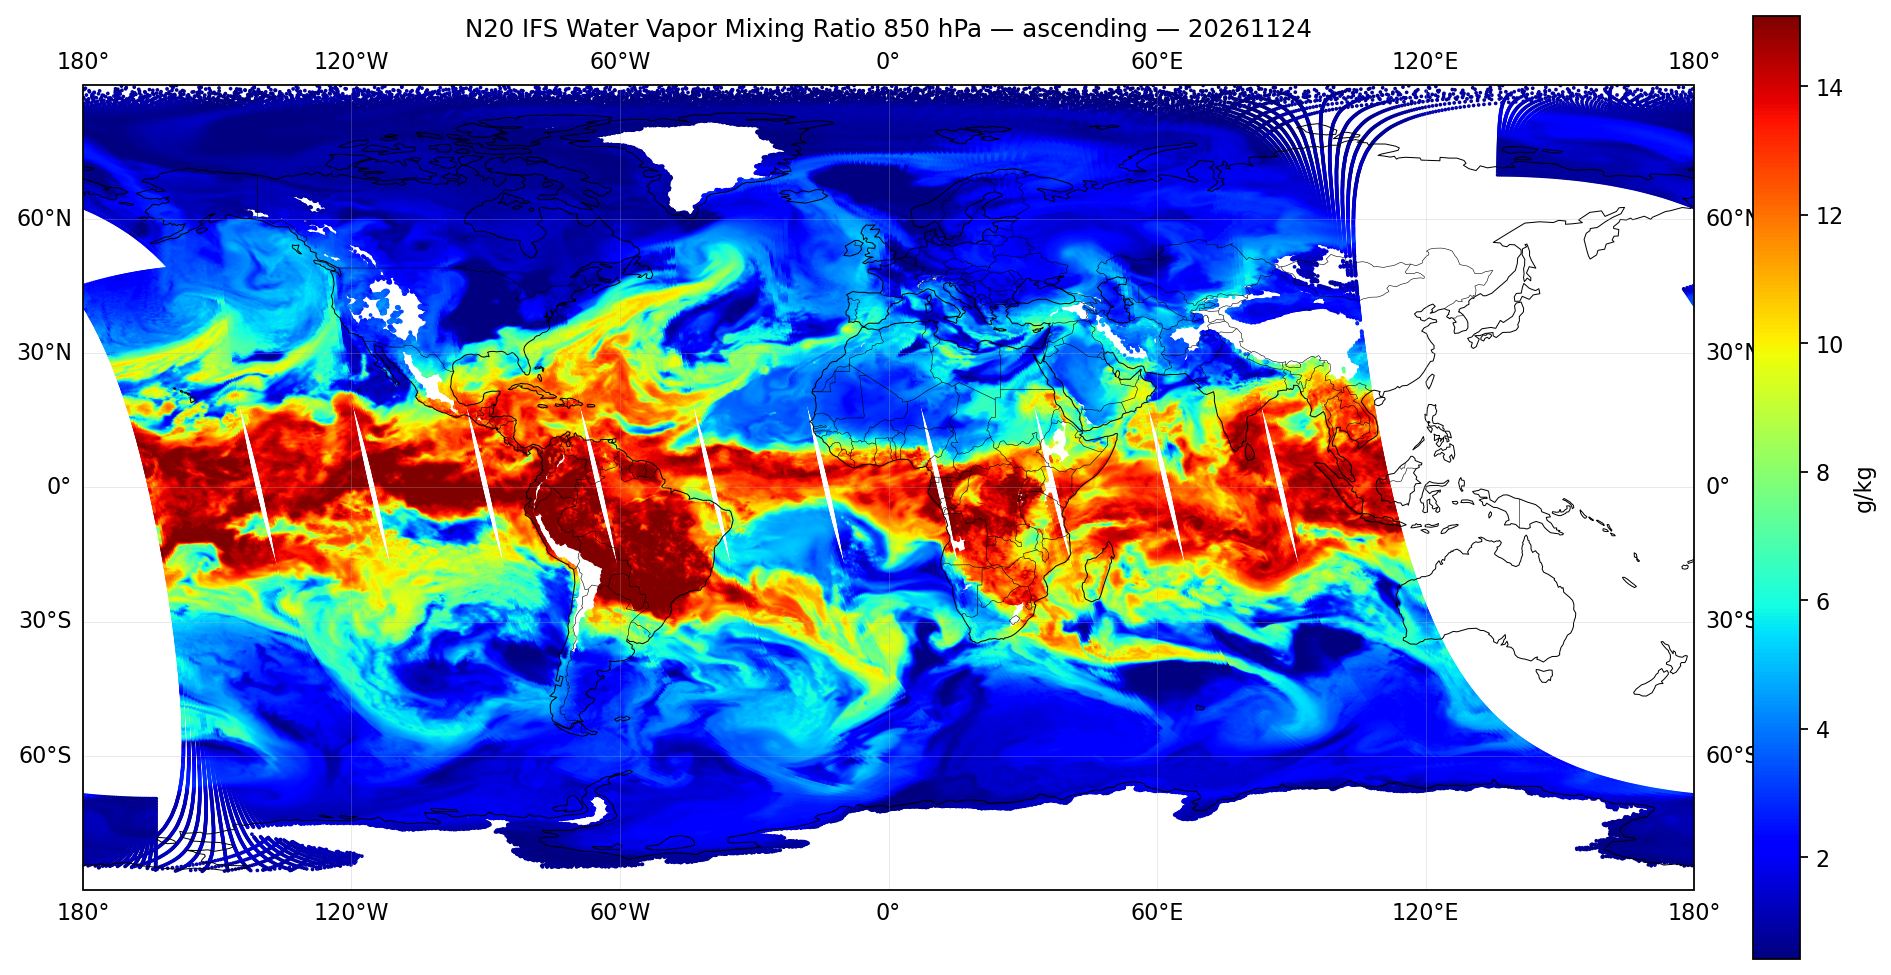 N20 IFS Water Vapor Mixing Ratio 850 hPa — ascending — 20261124
180° 120°W 60°W 0° 60°E 120°E 180°
14
12
60°N 60°N
10
30°N 30°N
8
0° 0°
g/kg
6
30°S 30°S
4
60°S 60°S
2
180° 120°W 60°W 0° 60°E 120°E 180°